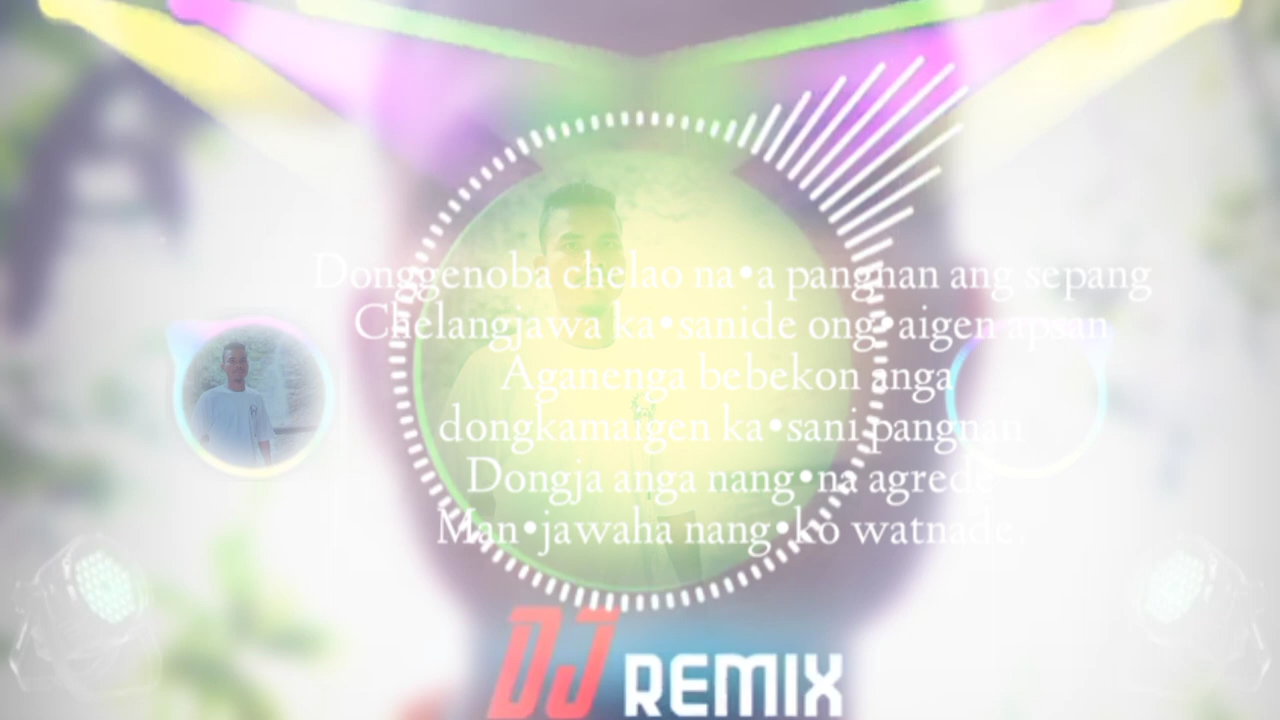 Donggenoba chelao na•a pangnan ang sepang
Chelangjawa ka•sanide ong•aigen apsan
Aganenga bebekon anga
dongkamaigen ka•sani pangnan
Dongja anga nang•na agrede
Man•jawaha nang•ko watnade
DJ REMIX